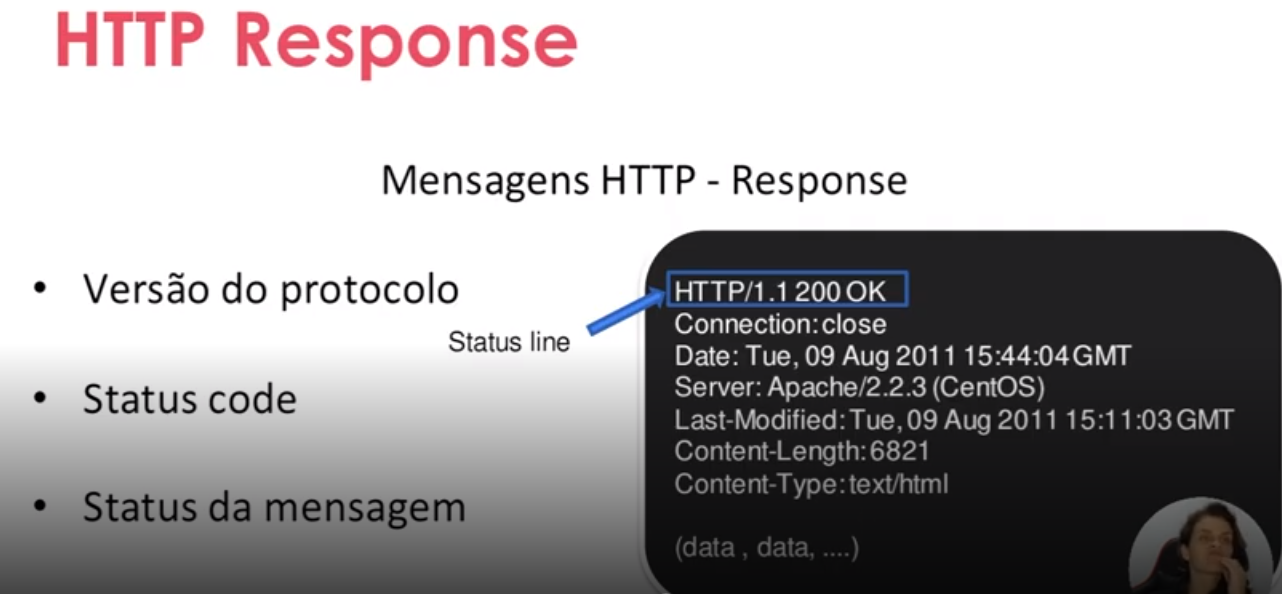 HTTP Response
Mensagens HTTP - Response
• Versão do protocolo
Status line
• Status code
• Status da mensagem
HTTP/1.1 200 OK
Connection: close
Date: Tue, 09 Aug 2011 15:44:04 GMT
Server: Apache/2.2.3 (CentOS)
Last-Modified: Tue, 09 Aug 2011 15:11:03 GMT
Content-Length: 6821
Content-Type: text/html
(data , data, ....)